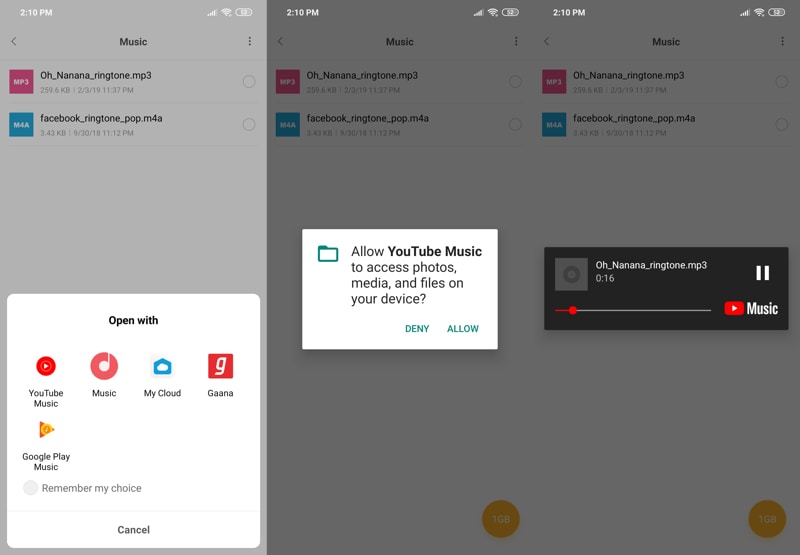 2:10 PM
52
Music
MP3
Oh_Nanana_ringtone.mp3
259.6 KB | 2/3/19 11:37 PM
M4A
facebook_ringtone_pop.m4a
3.43 KB | 9/30/18 11:12 PM
Open with
YouTube
Music
Music
My Cloud
g
Gaana
Google Play
Music
Remember my choice
Cancel
2:10 PM
52
Music
MP3
Oh_Nanana_ringtone.mp3
259.6 KB | 2/3/19 11:37 PM
M4A
facebook_ringtone_pop.m4a
3.43 KB | 9/30/18 11:12 PM
Allow YouTube Music
to access photos,
media, and files on
your device?
DENY ALLOW
1GB
2:10 PM
52
Music
MP3
Oh_Nanana_ringtone.mp3
259.6 KB | 2/3/19 11:37 PM
M4A
facebook_ringtone_pop.m4a
3.43 KB | 9/30/18 11:12 PM
Oh_Nanana_ringtone.mp3
0:16
Music
1GB